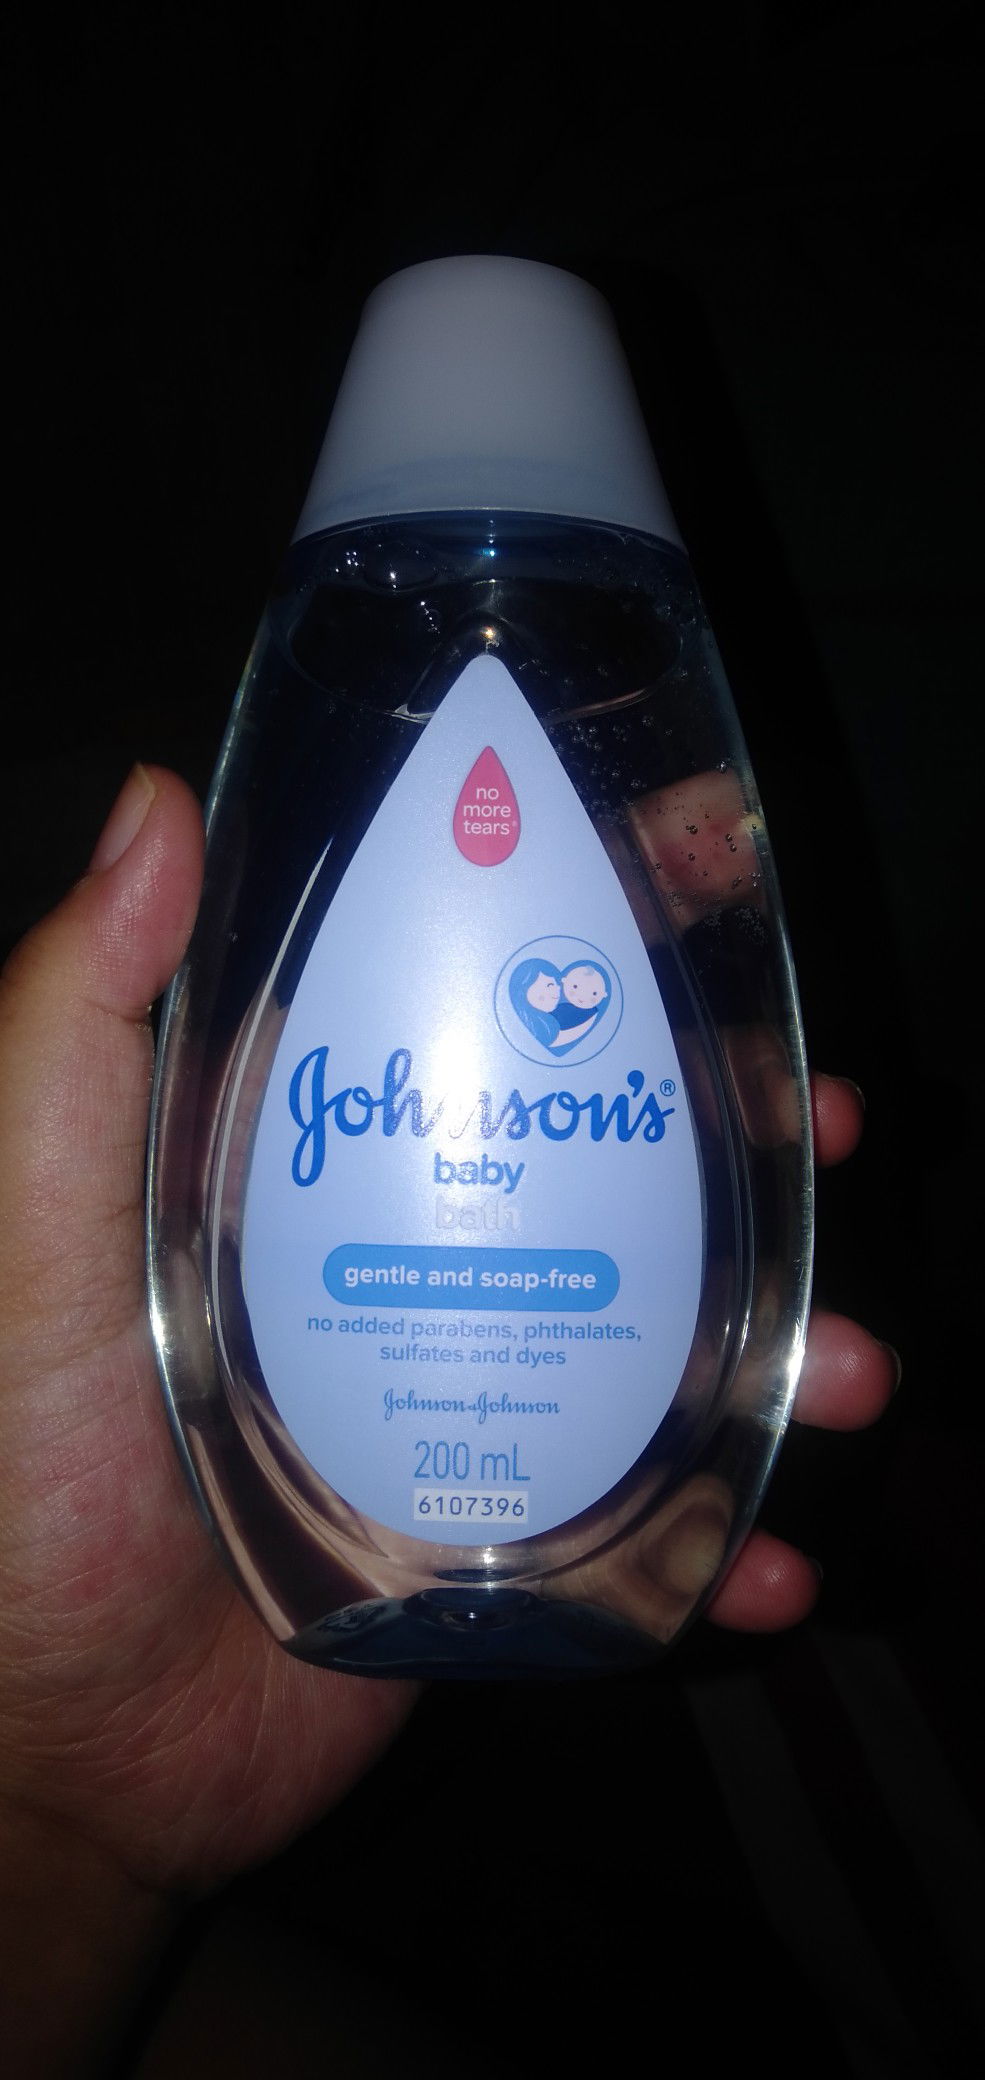 no
more
tears®
Johnson's®
baby
bath
gentle and soap-free
no added parabens, phthalates,
sulfates and dyes
Johnson & Johnson
200 mL
6107396